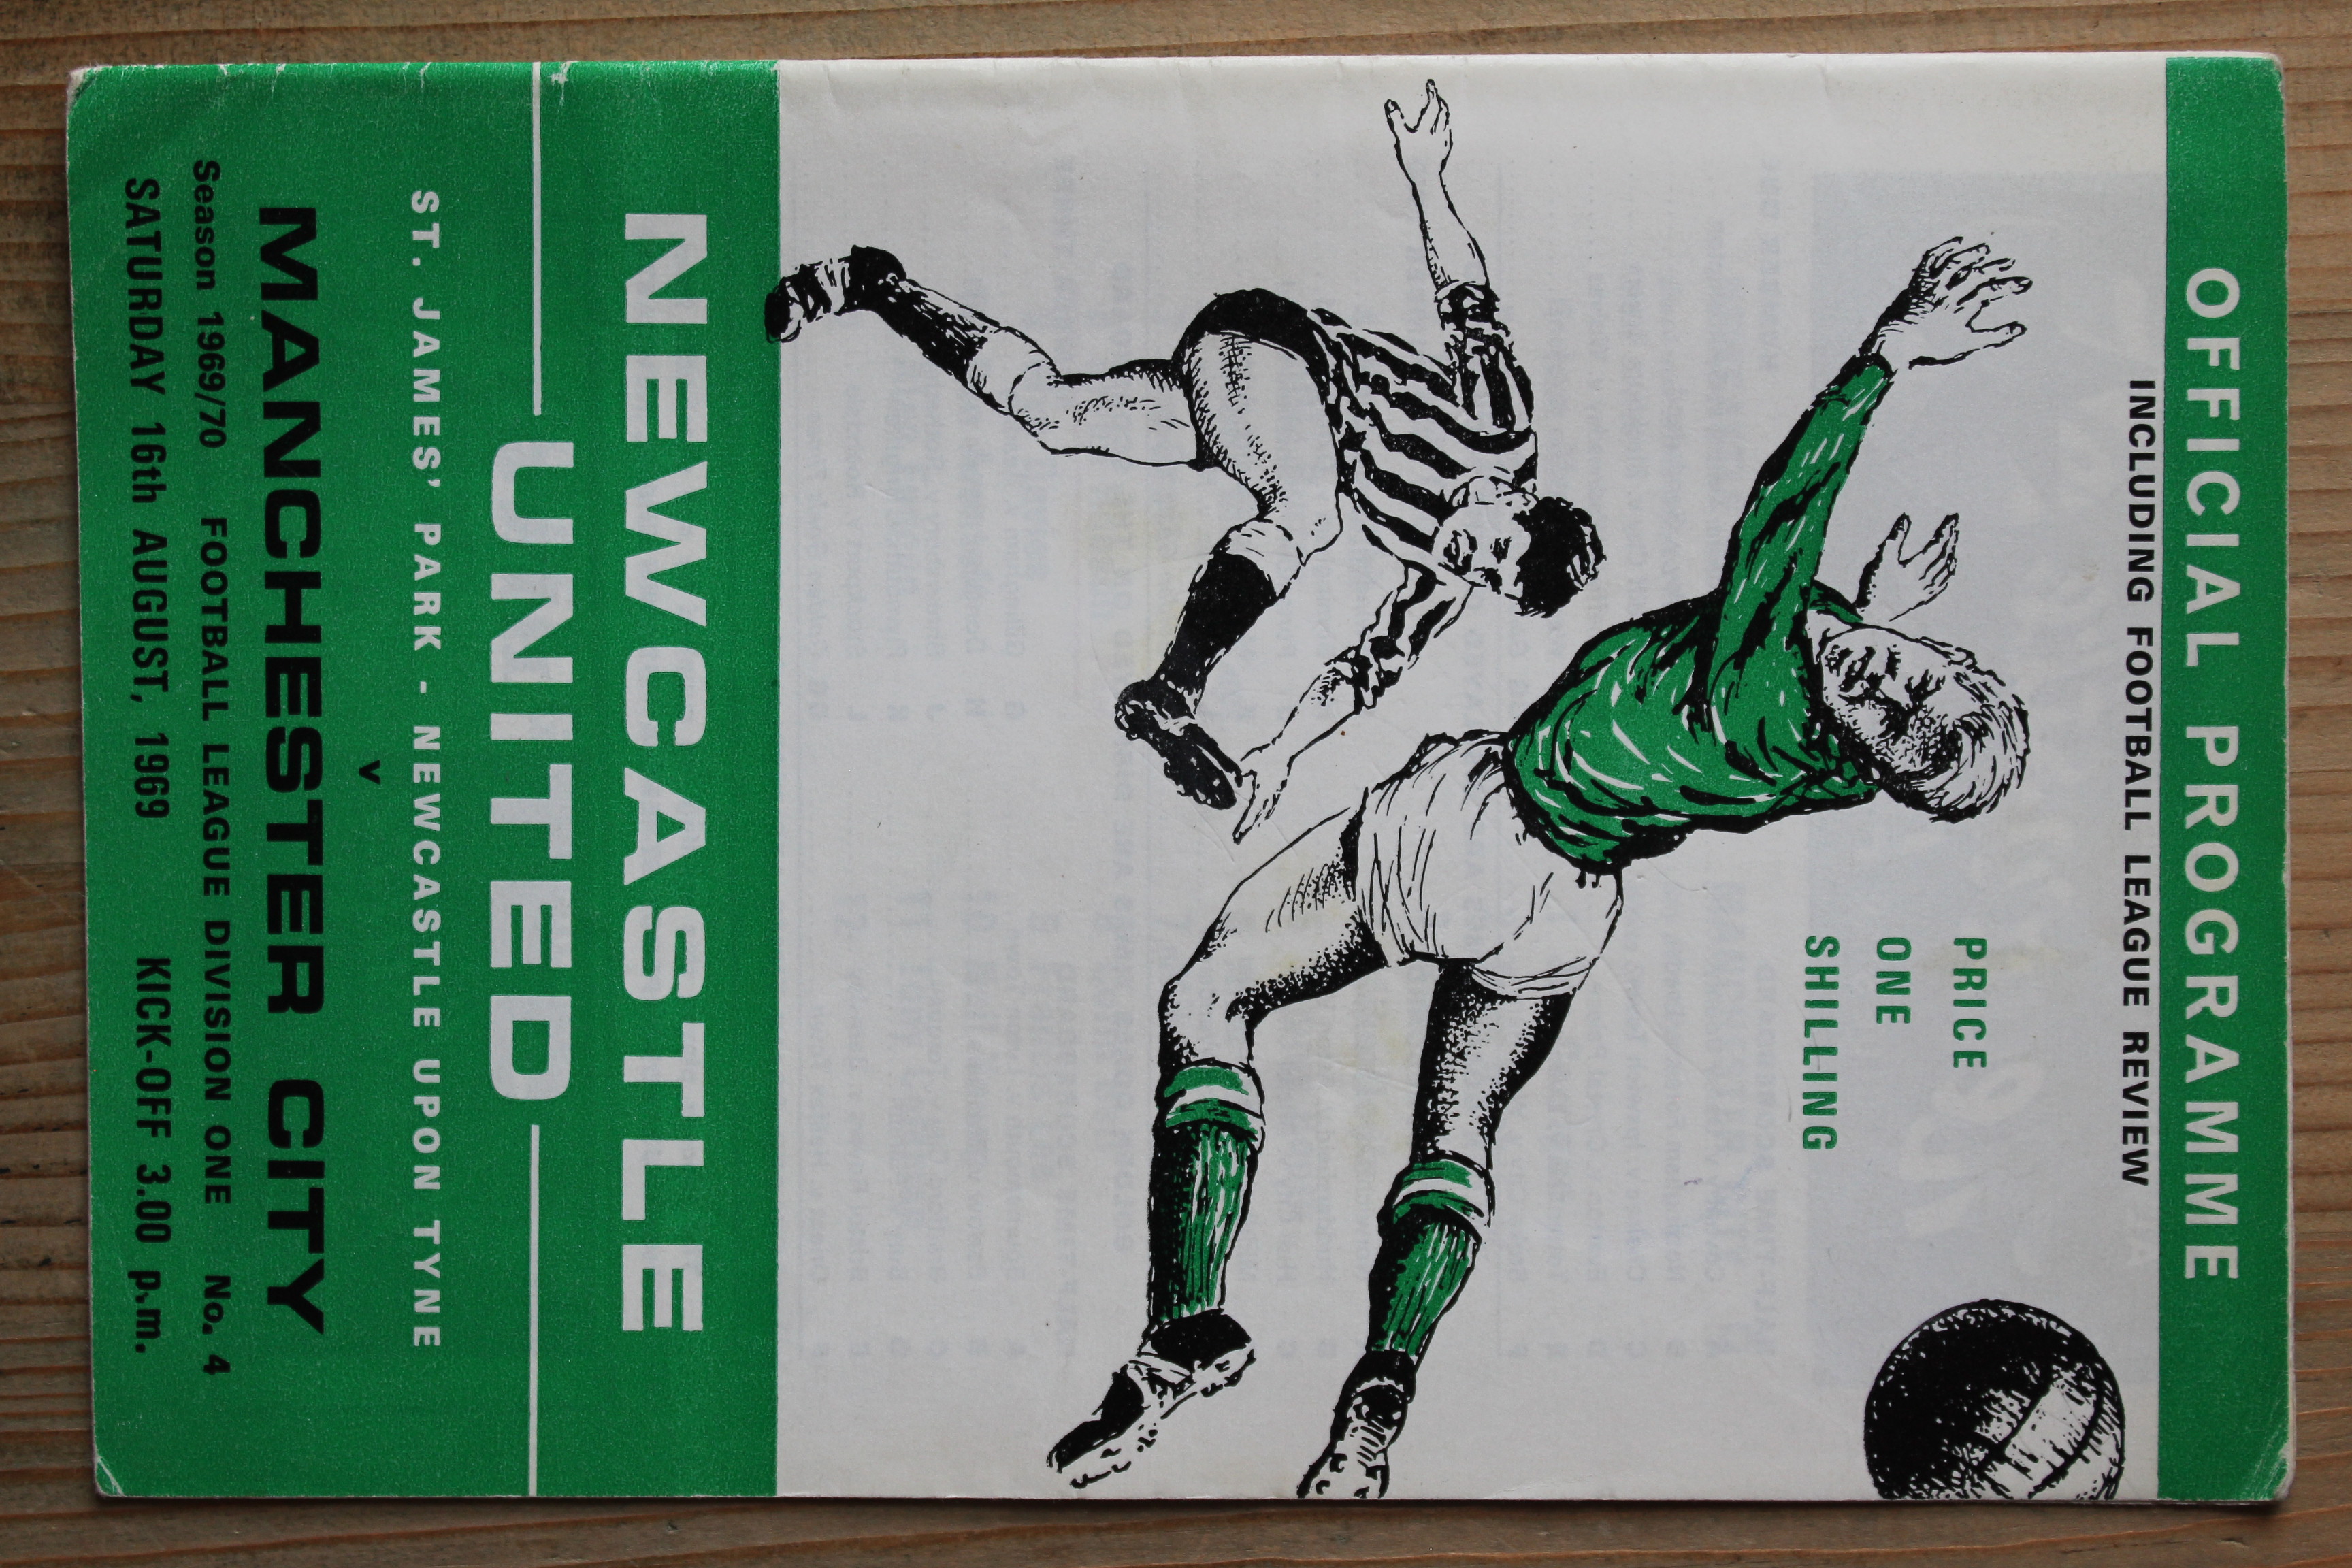 OFFICIAL PROGRAMME
INCLUDING FOOTBALL LEAGUE REVIEW
PRICE
ONE
SHILLING
NEWCASTLE
UNITED
ST. JAMES' PARK - NEWCASTLE UPON TYNE
v
MANCHESTER CITY
Season 1969/70 FOOTBALL LEAGUE DIVISION ONE No. 4
SATURDAY 16th AUGUST, 1969 KICK-OFF 3.00 p.m.